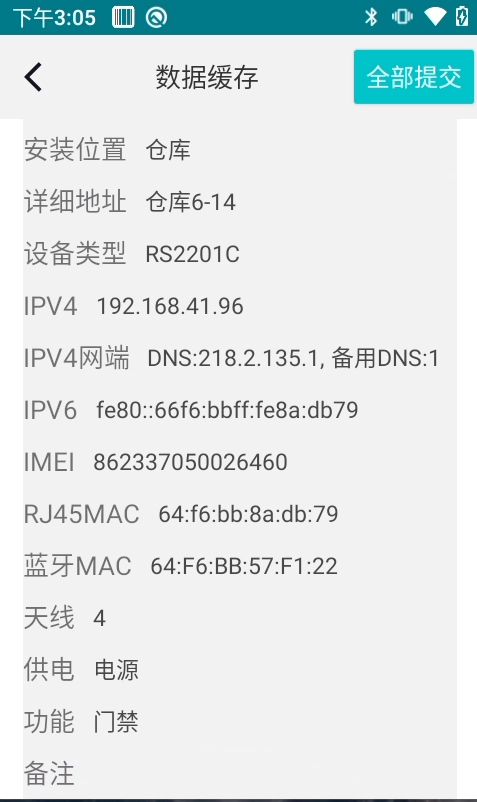 下午3:05
数据缓存 全部提交
安装位置 仓库
详细地址 仓库6-14
设备类型 RS2201C
IPV4 192.168.41.96
IPV4网端 DNS:218.2.135.1, 备用DNS:1
IPV6 fe80::66f6:bbff:fe8a:db79
IMEI 862337050026460
RJ45MAC 64:f6:bb:8a:db:79
蓝牙MAC 64:F6:BB:57:F1:22
天线 4
供电 电源
功能 门禁
备注